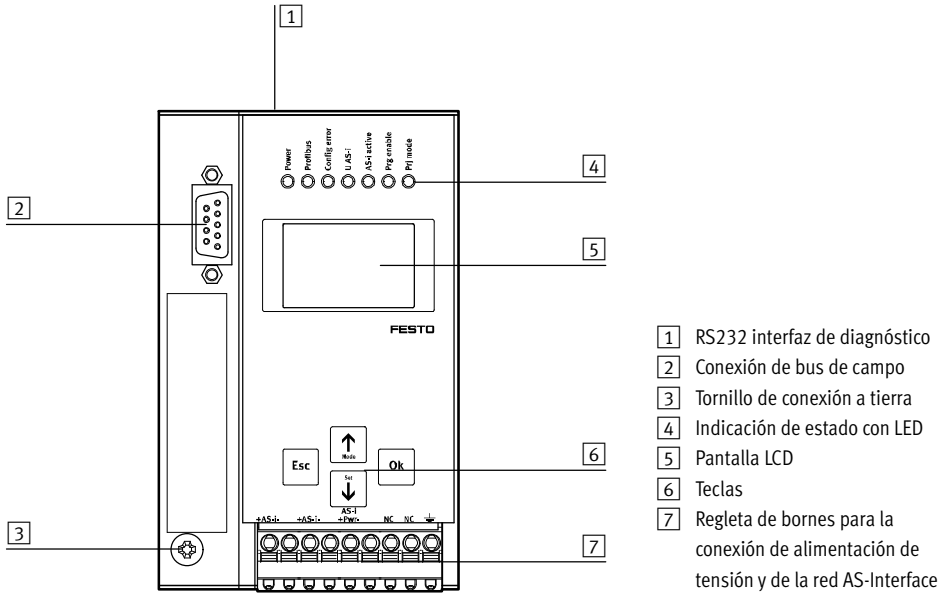 1
Power
Profibus
Config error
U AS-i
AS-i active
Prg enable
Prj mode
4
2
5
FESTO
Mode
Esc
Ok
6
Set
AS-i
+AS-i- +AS-i- +Pwr- NC NC
3
7
1 RS232 interfaz de diagnóstico
2 Conexión de bus de campo
3 Tornillo de conexión a tierra
4 Indicación de estado con LED
5 Pantalla LCD
6 Teclas
7 Regleta de bornes para la
conexión de alimentación de
tensión y de la red AS-Interface